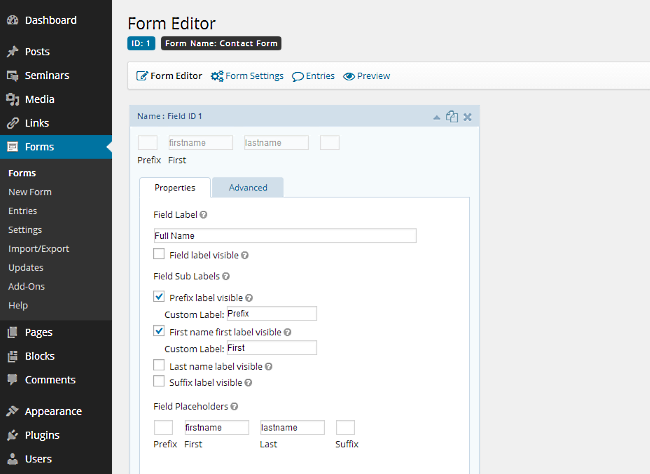 Dashboard
Posts
Seminars
Media
Links
Forms
Forms
New Form
Entries
Settings
Import/Export
Updates
Add-Ons
Help
Pages
Blocks
Comments
Appearance
Plugins
Users
Form Editor
ID: 1 Form Name: Contact Form
Form Editor Form Settings Entries Preview
Name : Field ID 1
firstname lastname
Prefix First
Properties Advanced
Field Label ?
Full Name
Field label visible ?
Field Sub Labels ?
Prefix label visible ?
Custom Label: Prefix
First name first label visible ?
Custom Label: First
Last name label visible ?
Suffix label visible ?
Field Placeholders ?
firstname lastname
Prefix First Last Suffix